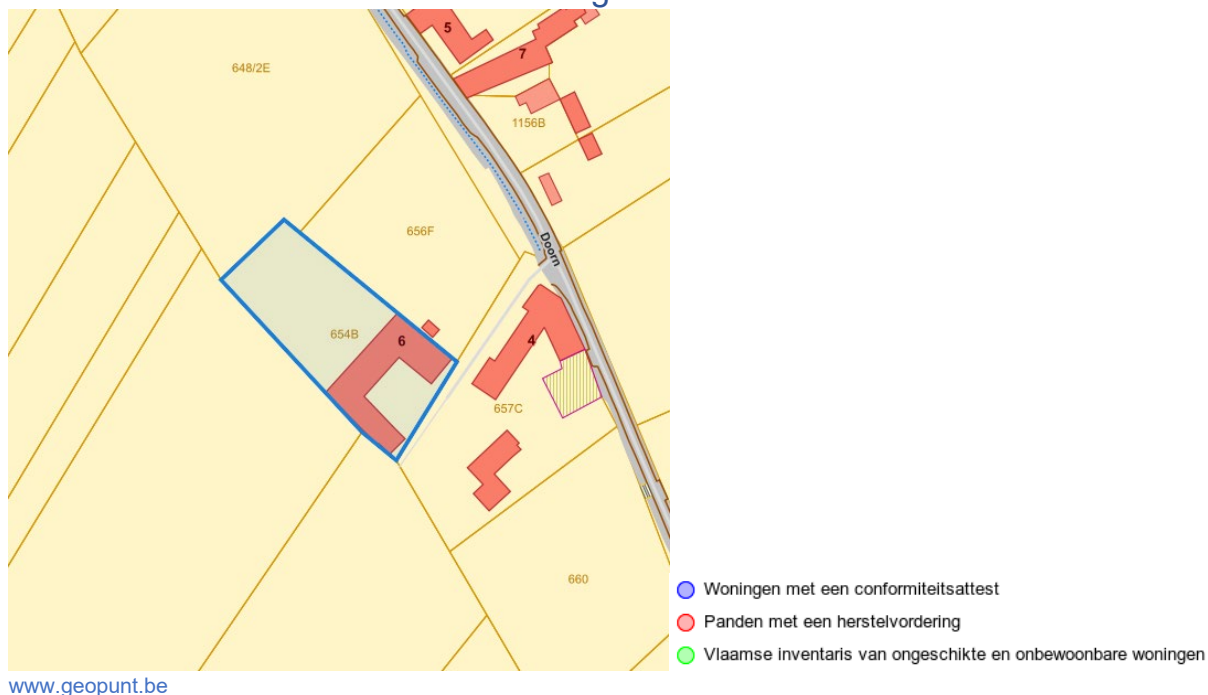 5
7
648/2E
1156B
656F
Doorn
654B
6
4
657C
660
Woningen met een conformiteitsattest
Panden met een herstelvordering
Vlaamse inventaris van ongeschikte en onbewoonbare woningen
www.geopunt.be